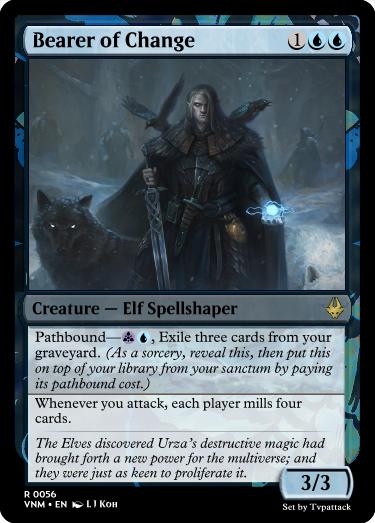 Bearer of Change 1
Creature — Elf Spellshaper
Pathbound— , Exile three cards from your
graveyard. (As a sorcery, reveal this, then put this
on top of your library from your sanctum by paying
its pathbound cost.)
Whenever you attack, each player mills four
cards.
The Elves discovered Urza's destructive magic had
brought forth a new power for the multiverse; and
they were just as keen to proliferate it.
3/3
R 0056
VNM • EN LJ KOH
Set by Tvpattack